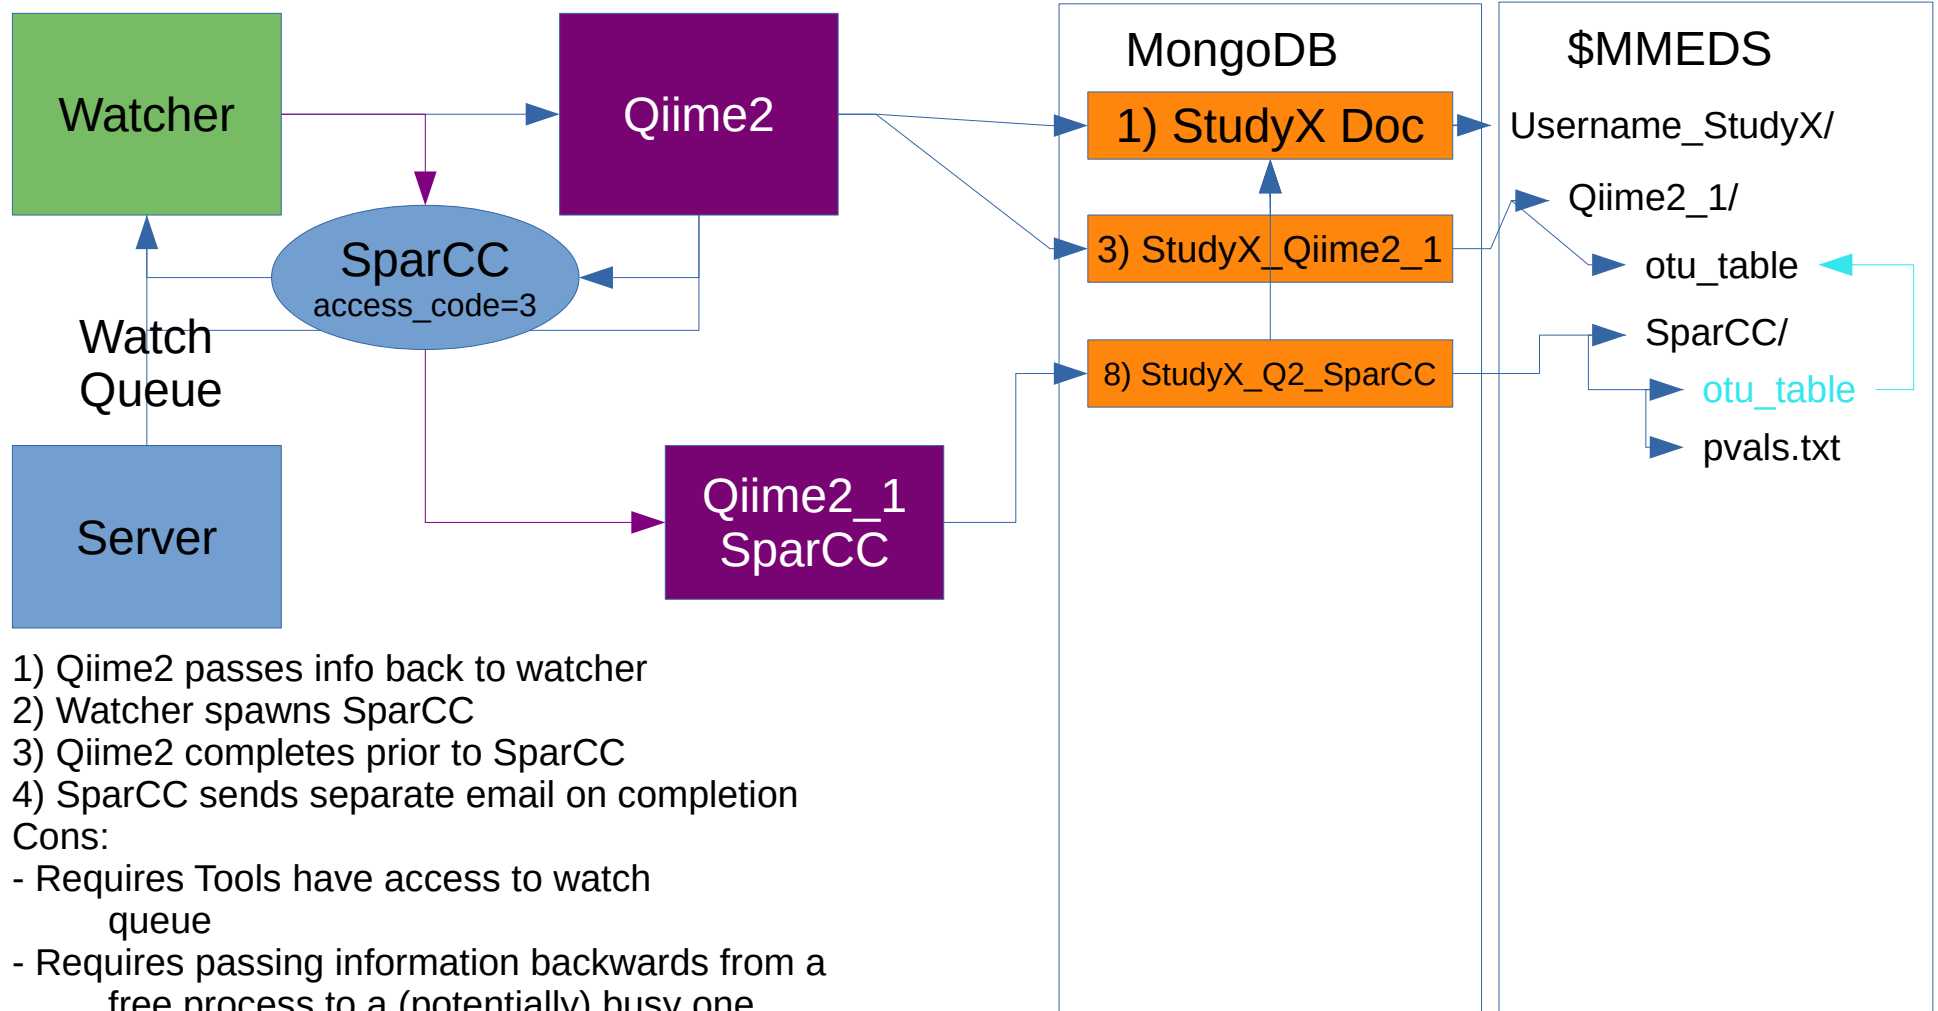 Watcher
Qiime2
MongoDB
$MMEDS
1) StudyX Doc
Username_StudyX/
Qiime2_1/
3) StudyX_Qiime2_1
SparCC
access_code=3
otu_table
Watch
Queue
SparCC/
8) StudyX_Q2_SparCC
otu_table
pvals.txt
Server
Qiime2_1
SparCC
1) Qiime2 passes info back to watcher
2) Watcher spawns SparCC
3) Qiime2 completes prior to SparCC
4) SparCC sends separate email on completion
Cons:
- Requires Tools have access to watch
queue
- Requires passing information backwards from a
free process to a (potentially) busy one